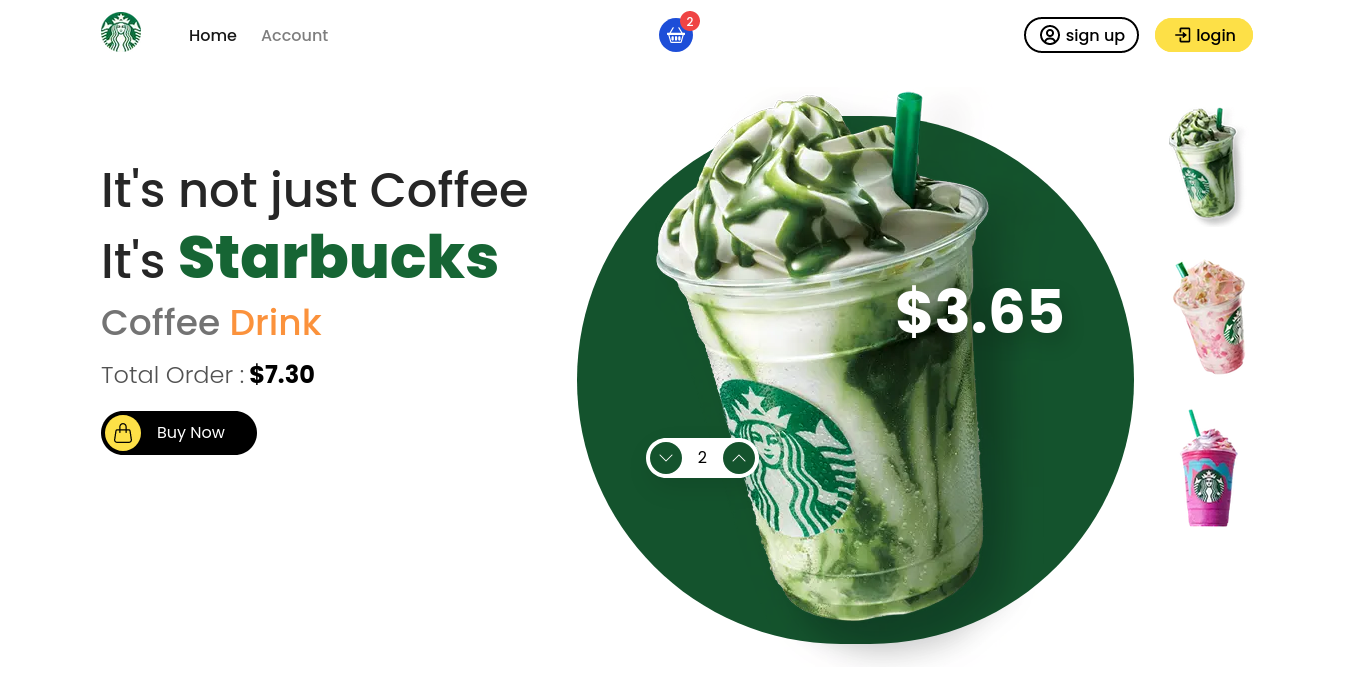 Home Account 2 sign up login
It's not just Coffee
It's Starbucks
Coffee Drink
Total Order : $7.30
Buy Now
$3.65
2
TM